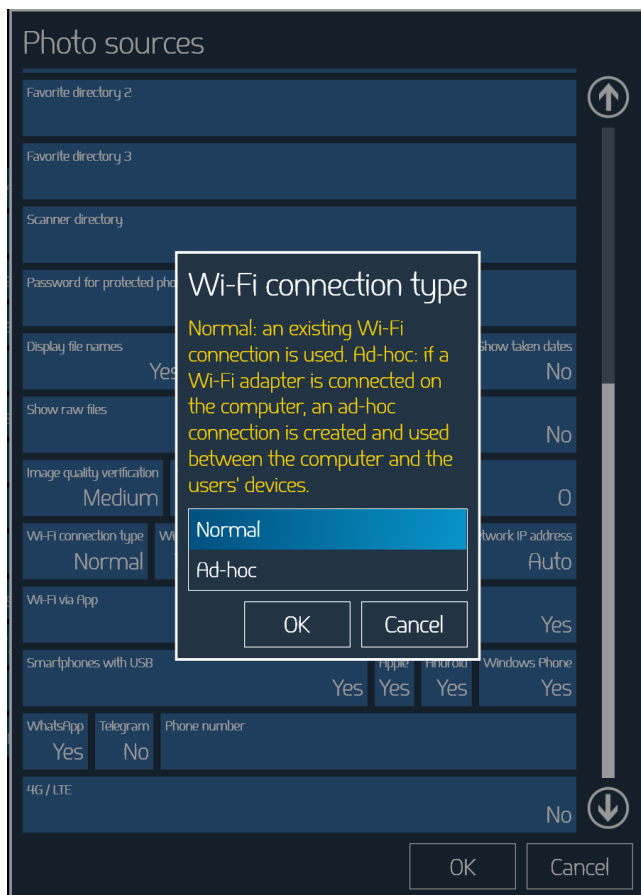 Photo sources
Favorite directory 2
Favorite directory 3
Scanner directory
Password for protected pho
Wi-Fi connection type
Normal: an existing Wi-Fi
connection is used. Ad-hoc: if a
Wi-Fi adapter is connected on
the computer, an ad-hoc
connection is created and used
between the computer and the
users' devices.
Normal
Ad-hoc
OK Cancel
Display file names Show taken dates
Yes No
Show raw files
No
Image quality verification
Medium 0
Wi-Fi connection type Wi twork IP address
Normal Auto
Wi-Fi via App
Yes
Smartphones with USB Apple Android Windows Phone
Yes Yes Yes Yes
WhatsApp Telegram Phone number
Yes No
4G / LTE
No
OK Cancel